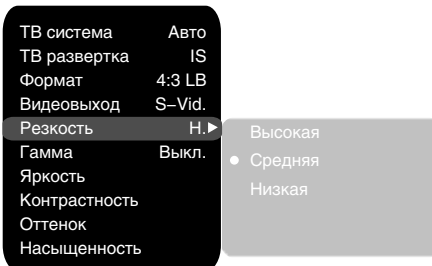 ТВ система Авто
ТВ развертка IS
Формат 4:3 LB
Видеовыход S–Vid.
Резкость Н.
Гамма Выкл.
Яркость
Контрастность
Оттенок
Насыщенность
Высокая
Средняя
Низкая